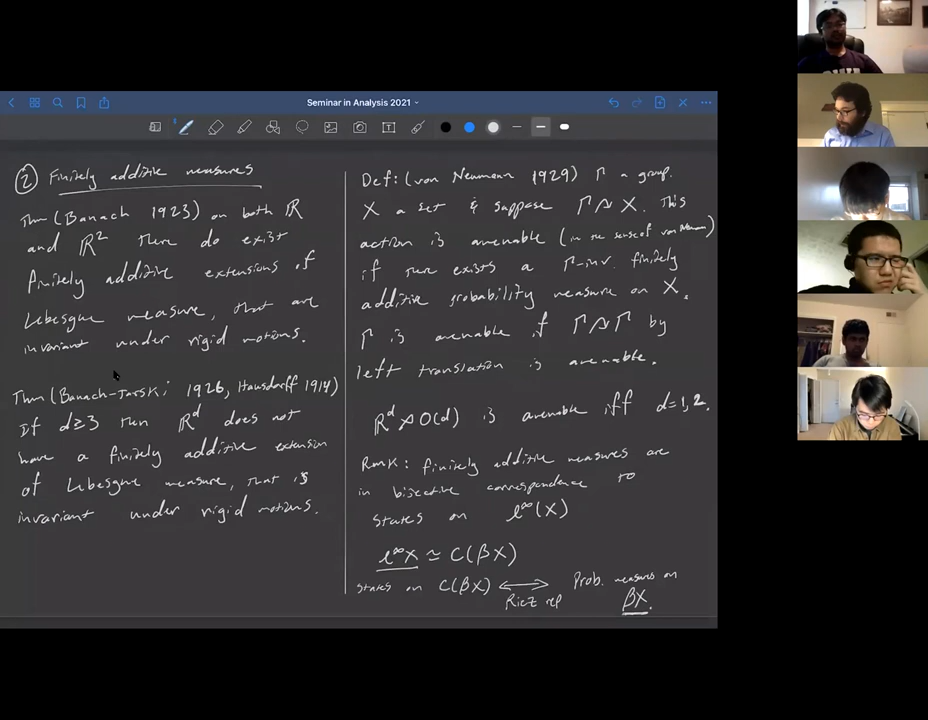 Seminar in Analysis 2021
② Finitely additive measures
Thm (Banach 1923) on both ℝ
and ℝ² there do exist
finitely additive extensions of
Lebesgue measure, that are
invariant under rigid motions.
Thm (Banach-Tarski 1926, Hausdorff 1914)
If d≥3 then ℝᵈ does not
have a finitely additive extension
of Lebesgue measure, that is
invariant under rigid motions.
Def: (von Neumann 1929) Γ a group.
X a set & suppose Γ↷X. This
action is amenable (in the sense of von Neumann)
if there exists a Γ-inv. finitely
additive probability measure on X.
Γ is amenable if Γ↷Γ by
left translation is amenable.
ℝᵈ⋊O(d) is amenable iff d=1,2.
Rmk: finitely additive measures are
in bijective correspondence to
states on ℓ^∞(X)
ℓ^∞X ≃ C(βX)
states on C(βX) ⟷ Prob. measures on
Riez rep βX.